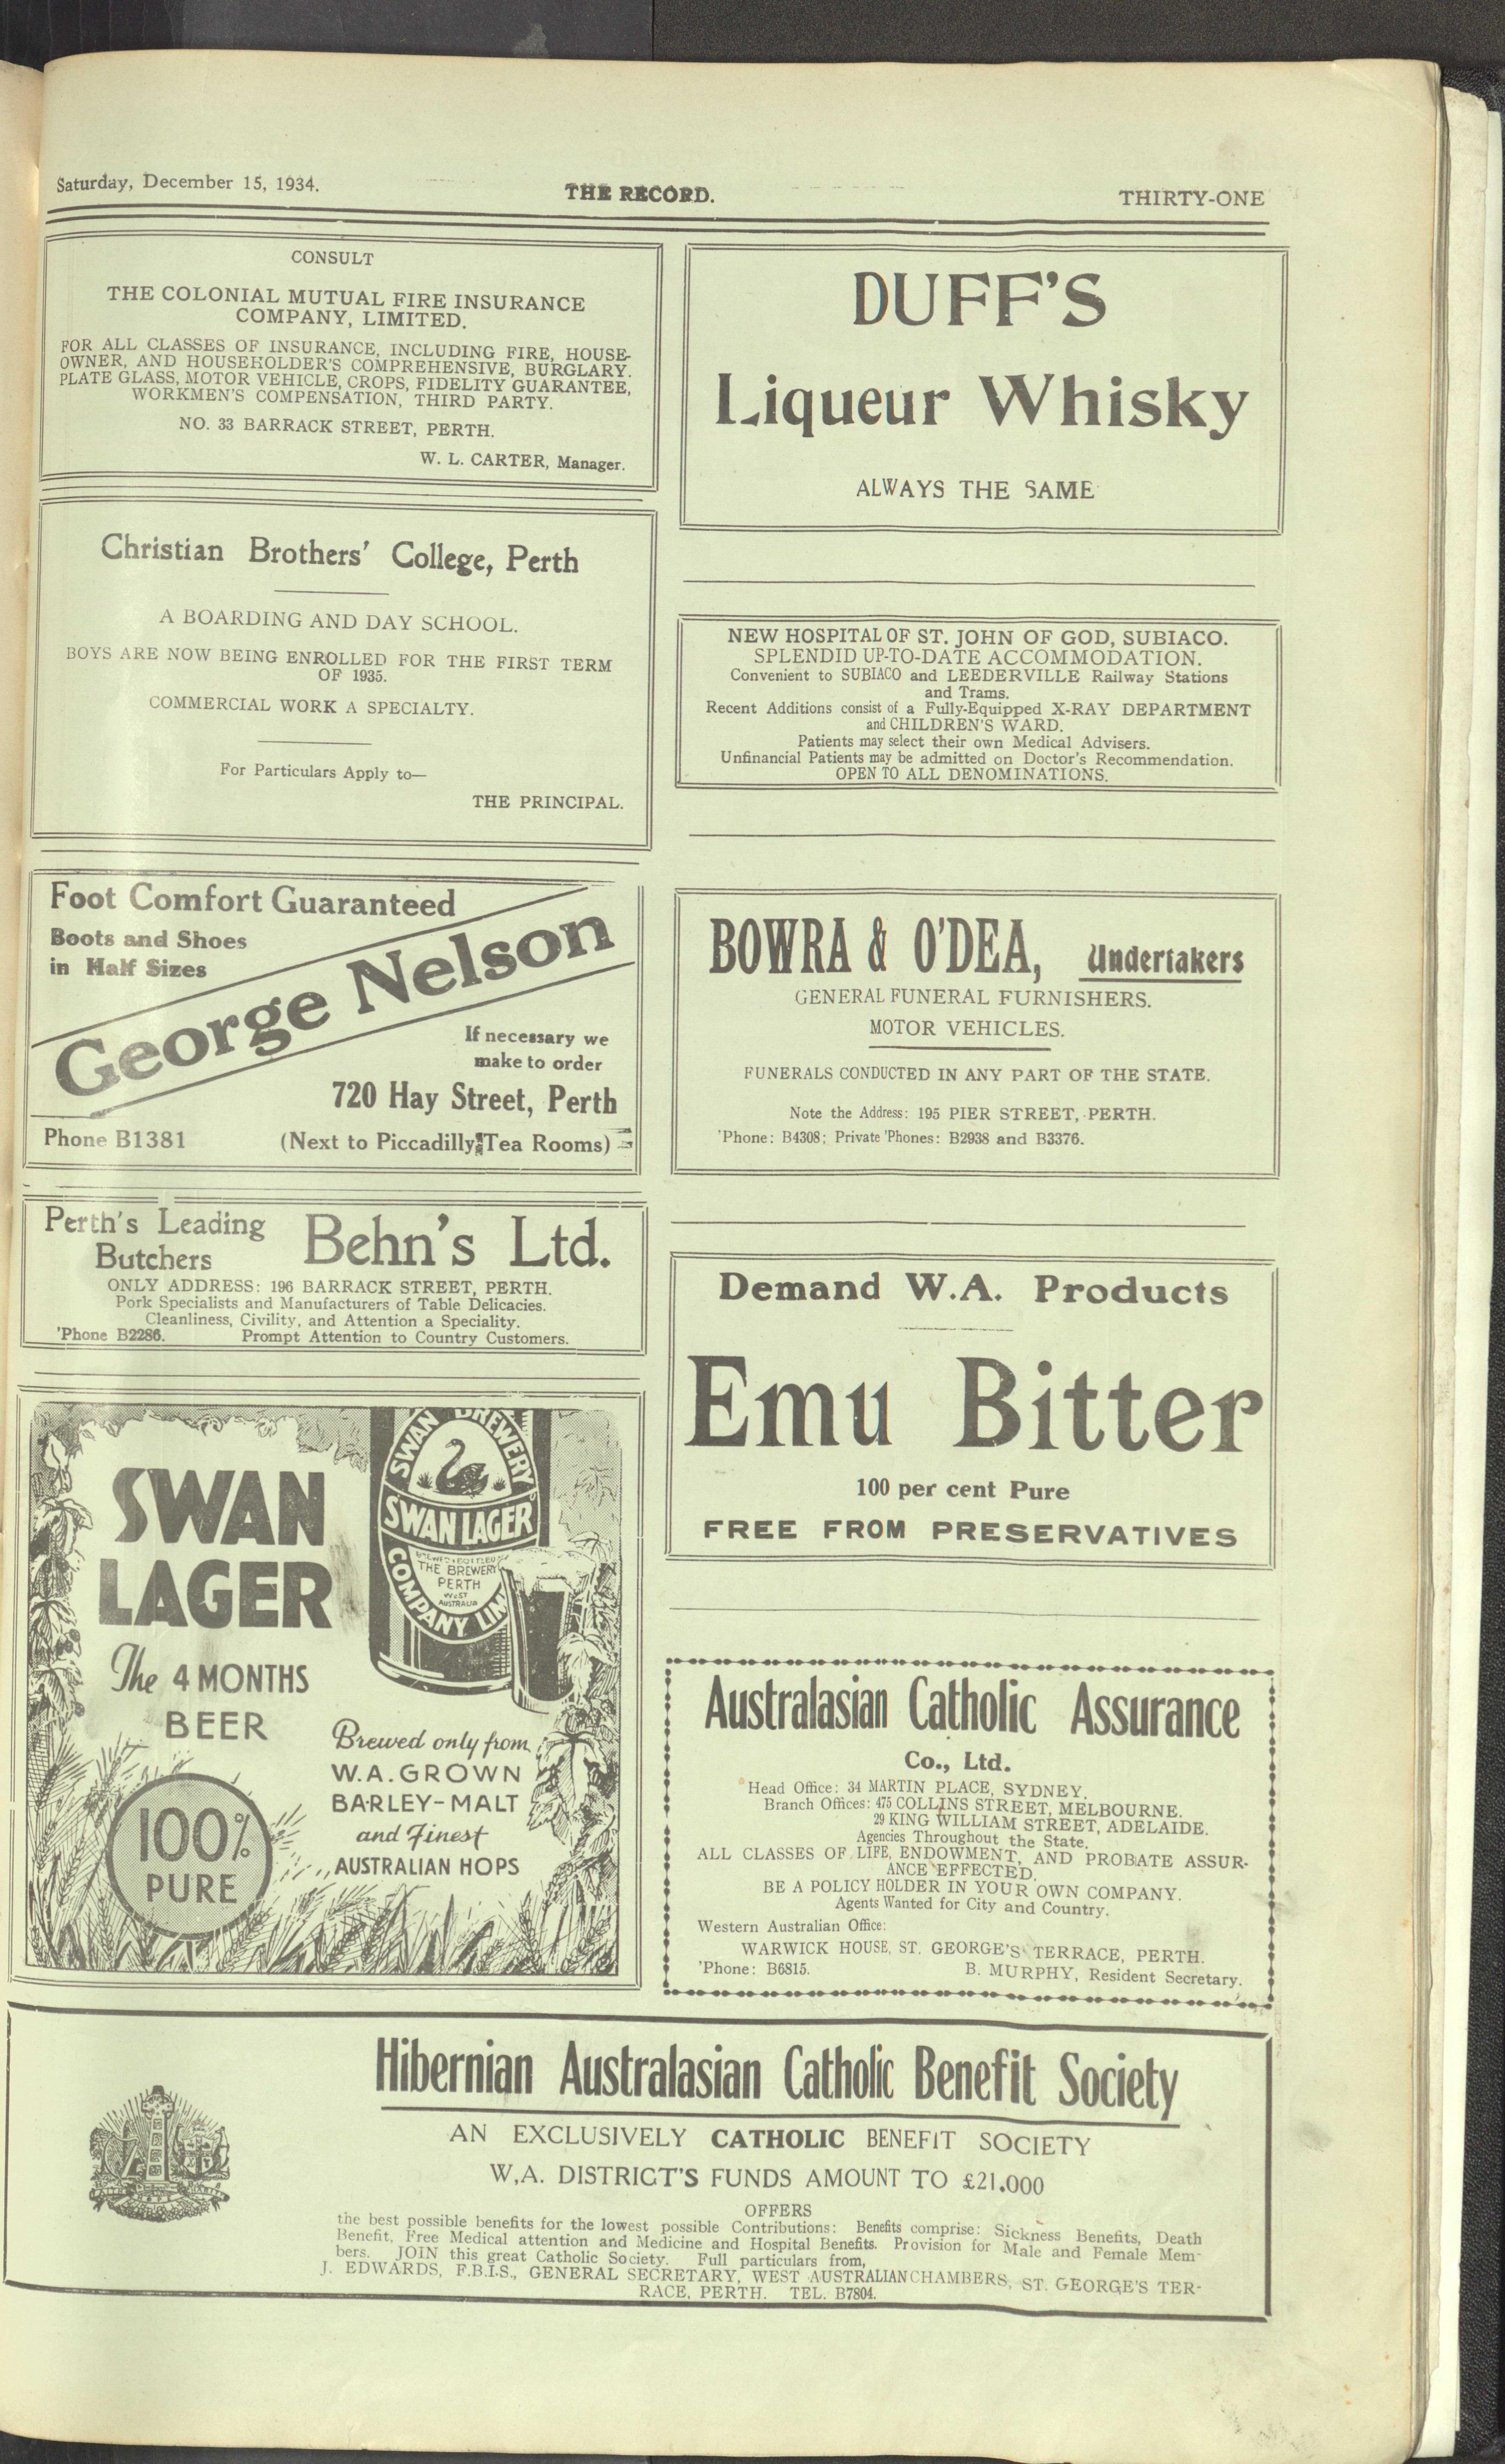 Saturday, December 15, 1934.
THE RECORD.
THIRTY-ONE
CONSULT
THE COLONIAL MUTUAL FIRE INSURANCE
COMPANY, LIMITED.
FOR ALL CLASSES OF INSURANCE, INCLUDING FIRE, HOUSE-
OWNER, AND HOUSEHOLDER'S COMPREHENSIVE, BURGLARY.
PLATE GLASS, MOTOR VEHICLE, CROPS, FIDELITY GUARANTEE,
WORKMEN'S COMPENSATION, THIRD PARTY.
NO. 33 BARRACK STREET, PERTH.
W. L. CARTER, Manager.
Christian Brothers' College, Perth
A BOARDING AND DAY SCHOOL.
BOYS ARE NOW BEING ENROLLED FOR THE FIRST TERM
OF 1935.
COMMERCIAL WORK A SPECIALTY.
For Particulars Apply to—
THE PRINCIPAL.
Foot Comfort Guaranteed
Boots and Shoes
in Half Sizes
George Nelson
If necessary we
make to order
720 Hay Street, Perth
Phone B1381 (Next to Piccadilly Tea Rooms)
Perth's Leading
Butchers
Behn's Ltd.
ONLY ADDRESS: 196 BARRACK STREET, PERTH.
Pork Specialists and Manufacturers of Table Delicacies.
Cleanliness, Civility, and Attention a Speciality.
'Phone B2286. Prompt Attention to Country Customers.
SWAN
LAGER
The 4 MONTHS
BEER
SWAN BREWERY
SWAN LAGER
BREWED & BOTTLED
THE BREWERY
PERTH
WEST
AUSTRALIA
COMPANY LIM
Brewed only from
W.A. GROWN
BARLEY-MALT
and Finest
AUSTRALIAN HOPS
100%
PURE
DUFF'S
Liqueur Whisky
ALWAYS THE SAME
NEW HOSPITAL OF ST. JOHN OF GOD, SUBIACO.
SPLENDID UP-TO-DATE ACCOMMODATION.
Convenient to SUBIACO and LEEDERVILLE Railway Stations
and Trams.
Recent Additions consist of a Fully-Equipped X-RAY DEPARTMENT
and CHILDREN'S WARD.
Patients may select their own Medical Advisers.
Unfinancial Patients may be admitted on Doctor's Recommendation.
OPEN TO ALL DENOMINATIONS.
BOWRA & O'DEA, Undertakers
GENERAL FUNERAL FURNISHERS.
MOTOR VEHICLES.
FUNERALS CONDUCTED IN ANY PART OF THE STATE.
Note the Address: 195 PIER STREET, PERTH.
'Phone: B4308; Private 'Phones: B2938 and B3376.
Demand W.A. Products
Emu Bitter
100 per cent Pure
FREE FROM PRESERVATIVES
Australasian Catholic Assurance
Co., Ltd.
Head Office: 34 MARTIN PLACE, SYDNEY.
Branch Offices: 475 COLLINS STREET, MELBOURNE.
29 KING WILLIAM STREET, ADELAIDE.
Agencies Throughout the State.
ALL CLASSES OF LIFE, ENDOWMENT, AND PROBATE ASSUR-
ANCE EFFECTED.
BE A POLICY HOLDER IN YOUR OWN COMPANY.
Agents Wanted for City and Country.
Western Australian Office:
WARWICK HOUSE, ST. GEORGE'S TERRACE, PERTH.
'Phone: B6815. B. MURPHY, Resident Secretary.
Hibernian Australasian Catholic Benefit Society
AN EXCLUSIVELY CATHOLIC BENEFIT SOCIETY
W.A. DISTRICT'S FUNDS AMOUNT TO £21,000
OFFERS
the best possible benefits for the lowest possible Contributions: Benefits comprise: Sickness Benefits, Death
Benefit, Free Medical attention and Medicine and Hospital Benefits. Provision for Male and Female Mem-
bers. JOIN this great Catholic Society. Full particulars from,
J. EDWARDS, F.B.I.S., GENERAL SECRETARY, WEST AUSTRALIAN CHAMBERS, ST. GEORGE'S TER-
RACE, PERTH. TEL. B7804.